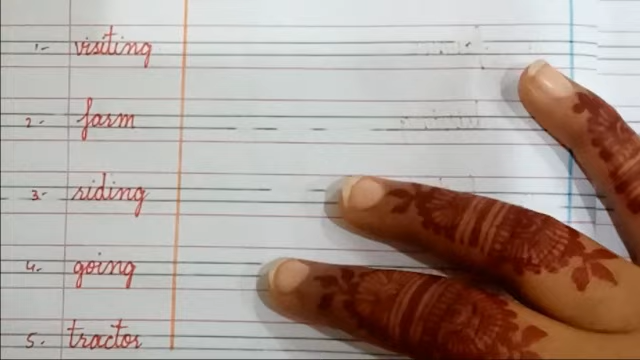 1- visiting
2- farm
3- riding
4- going
5- tractor